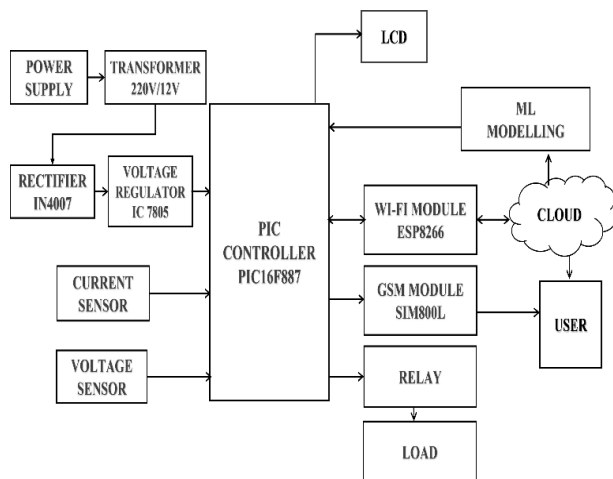 LCD
POWER
SUPPLY
TRANSFORMER
220V/12V
ML
MODELLING
RECTIFIER
IN4007
VOLTAGE
REGULATOR
IC 7805
PIC
CONTROLLER
PIC16F887
WI-FI MODULE
ESP8266
CLOUD
CURRENT
SENSOR
GSM MODULE
SIM800L
USER
VOLTAGE
SENSOR
RELAY
LOAD